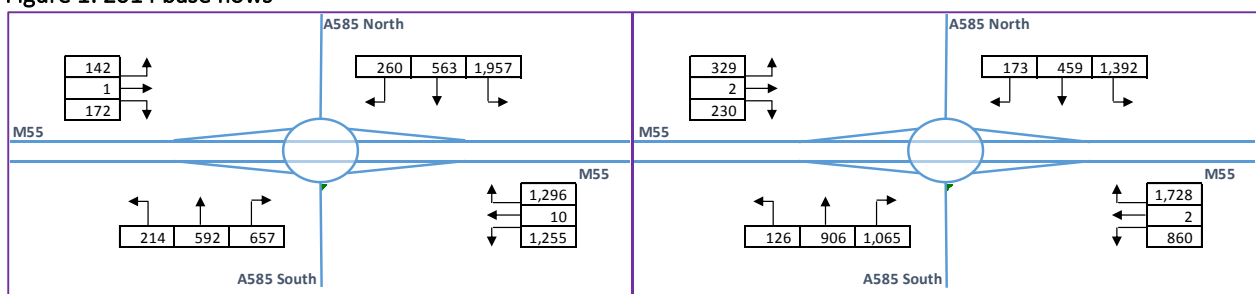 Figure 1: 2014 base flows
A585 North
142
1
172
260 563 1,957
M55
M55
1,296
10
1,255
214 592 657
A585 South
A585 North
329
2
230
173 459 1,392
M55
M55
1,728
2
860
126 906 1,065
A585 South